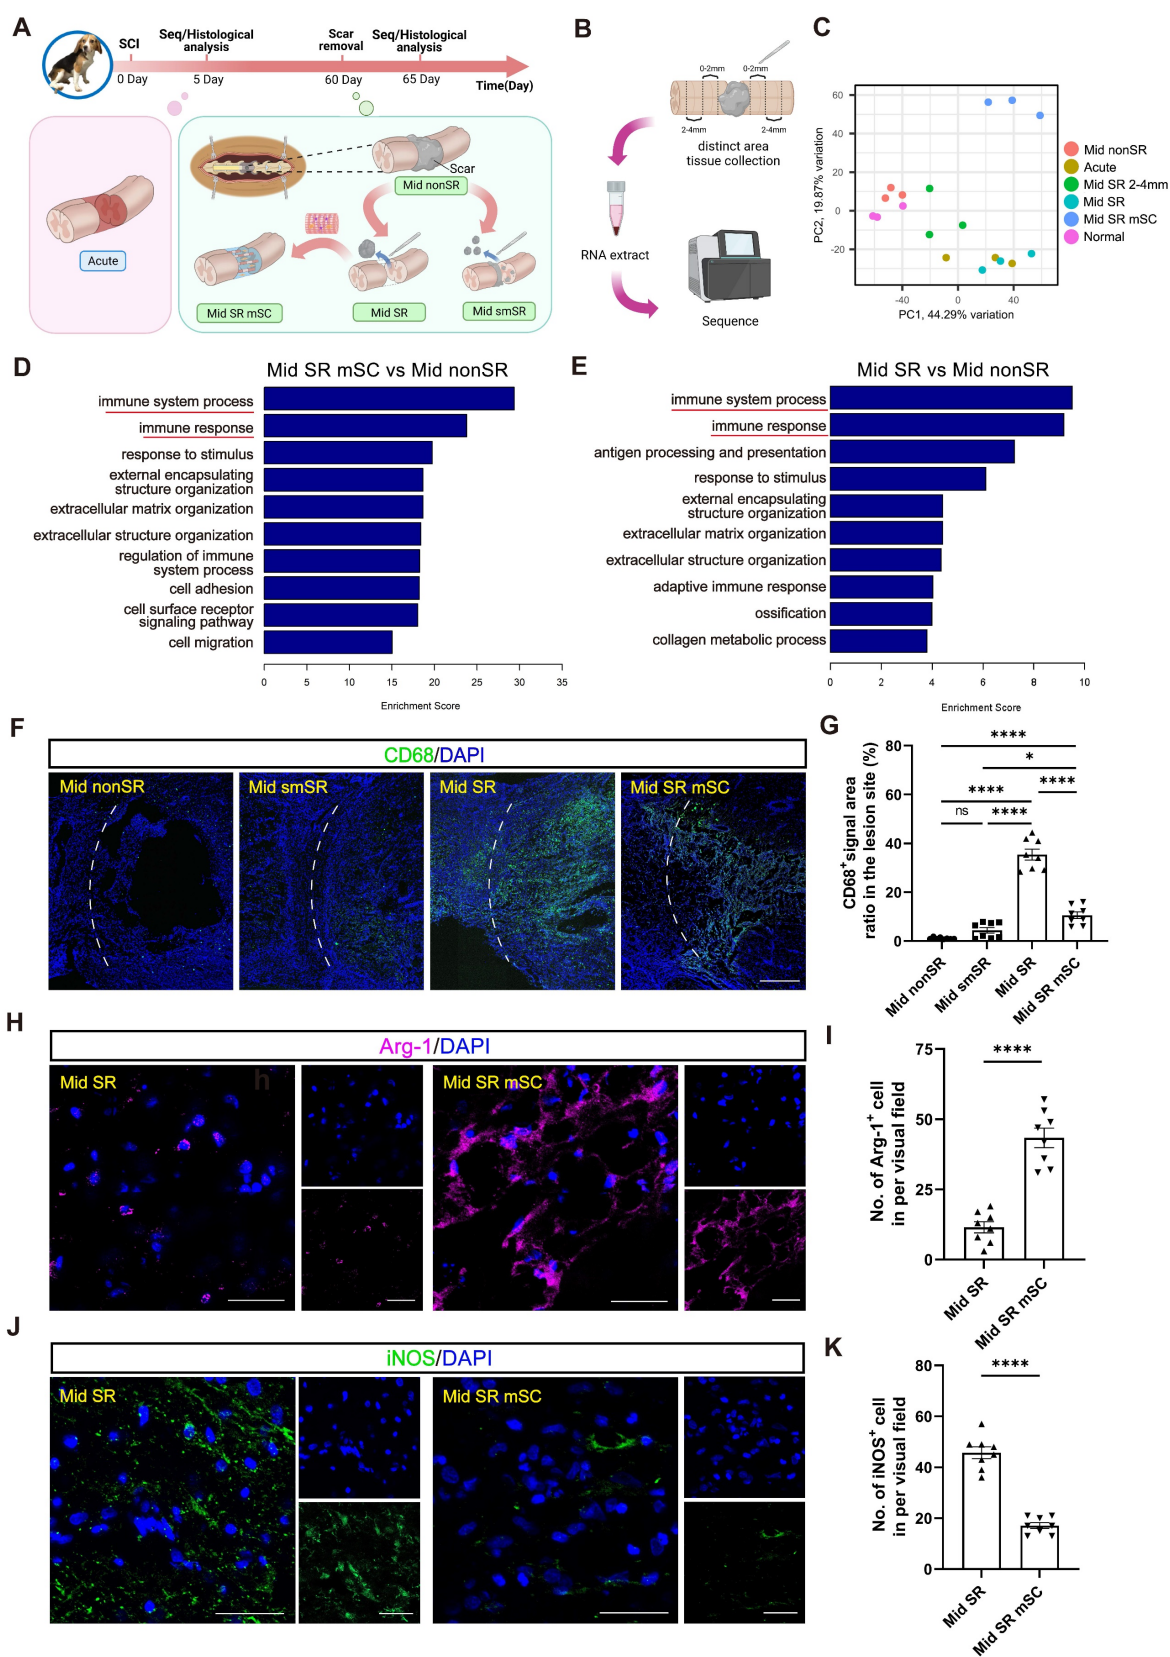 A
SCI
Seq/Histological
analysis
Scar
removal
Seq/Histological
analysis
0 Day
5 Day
60 Day
65 Day
Time(Day)
Scar
Mid nonSR
Acute
Mid SR mSC
Mid SR
Mid smSR
B
0-2mm
0-2mm
2-4mm
2-4mm
distinct area
tissue collection
RNA extract
Sequence
C
PC2, 19.87% variation
60
40
20
0
-20
-40
0
40
PC1, 44.29% variation
Mid nonSR
Acute
Mid SR 2-4mm
Mid SR
Mid SR mSC
Normal
D
Mid SR mSC vs Mid nonSR
immune system process
immune response
response to stimulus
external encapsulating
structure organization
extracellular matrix organization
extracellular structure organization
regulation of immune
system process
cell adhesion
cell surface receptor
signaling pathway
cell migration
0 5 10 15 20 25 30 35
Enrichment Score
E
Mid SR vs Mid nonSR
immune system process
immune response
antigen processing and presentation
response to stimulus
external encapsulating
structure organization
extracellular matrix organization
extracellular structure organization
adaptive immune response
ossification
collagen metabolic process
0 2 4 6 8 10
Enrichment Score
F
CD68/DAPI
Mid nonSR
Mid smSR
Mid SR
Mid SR mSC
G
CD68+ signal area
ratio in the lesion site (%)
80
60
40
20
0
****
*
****
****
ns
****
Mid nonSR
Mid smSR
Mid SR
Mid SR mSC
H
Arg-1/DAPI
Mid SR
h
Mid SR mSC
I
No. of Arg-1+ cell
in per visual field
75
50
25
0
****
Mid SR
Mid SR mSC
J
iNOS/DAPI
Mid SR
Mid SR mSC
K
No. of iNOS+ cell
in per visual field
80
60
40
20
0
****
Mid SR
Mid SR mSC